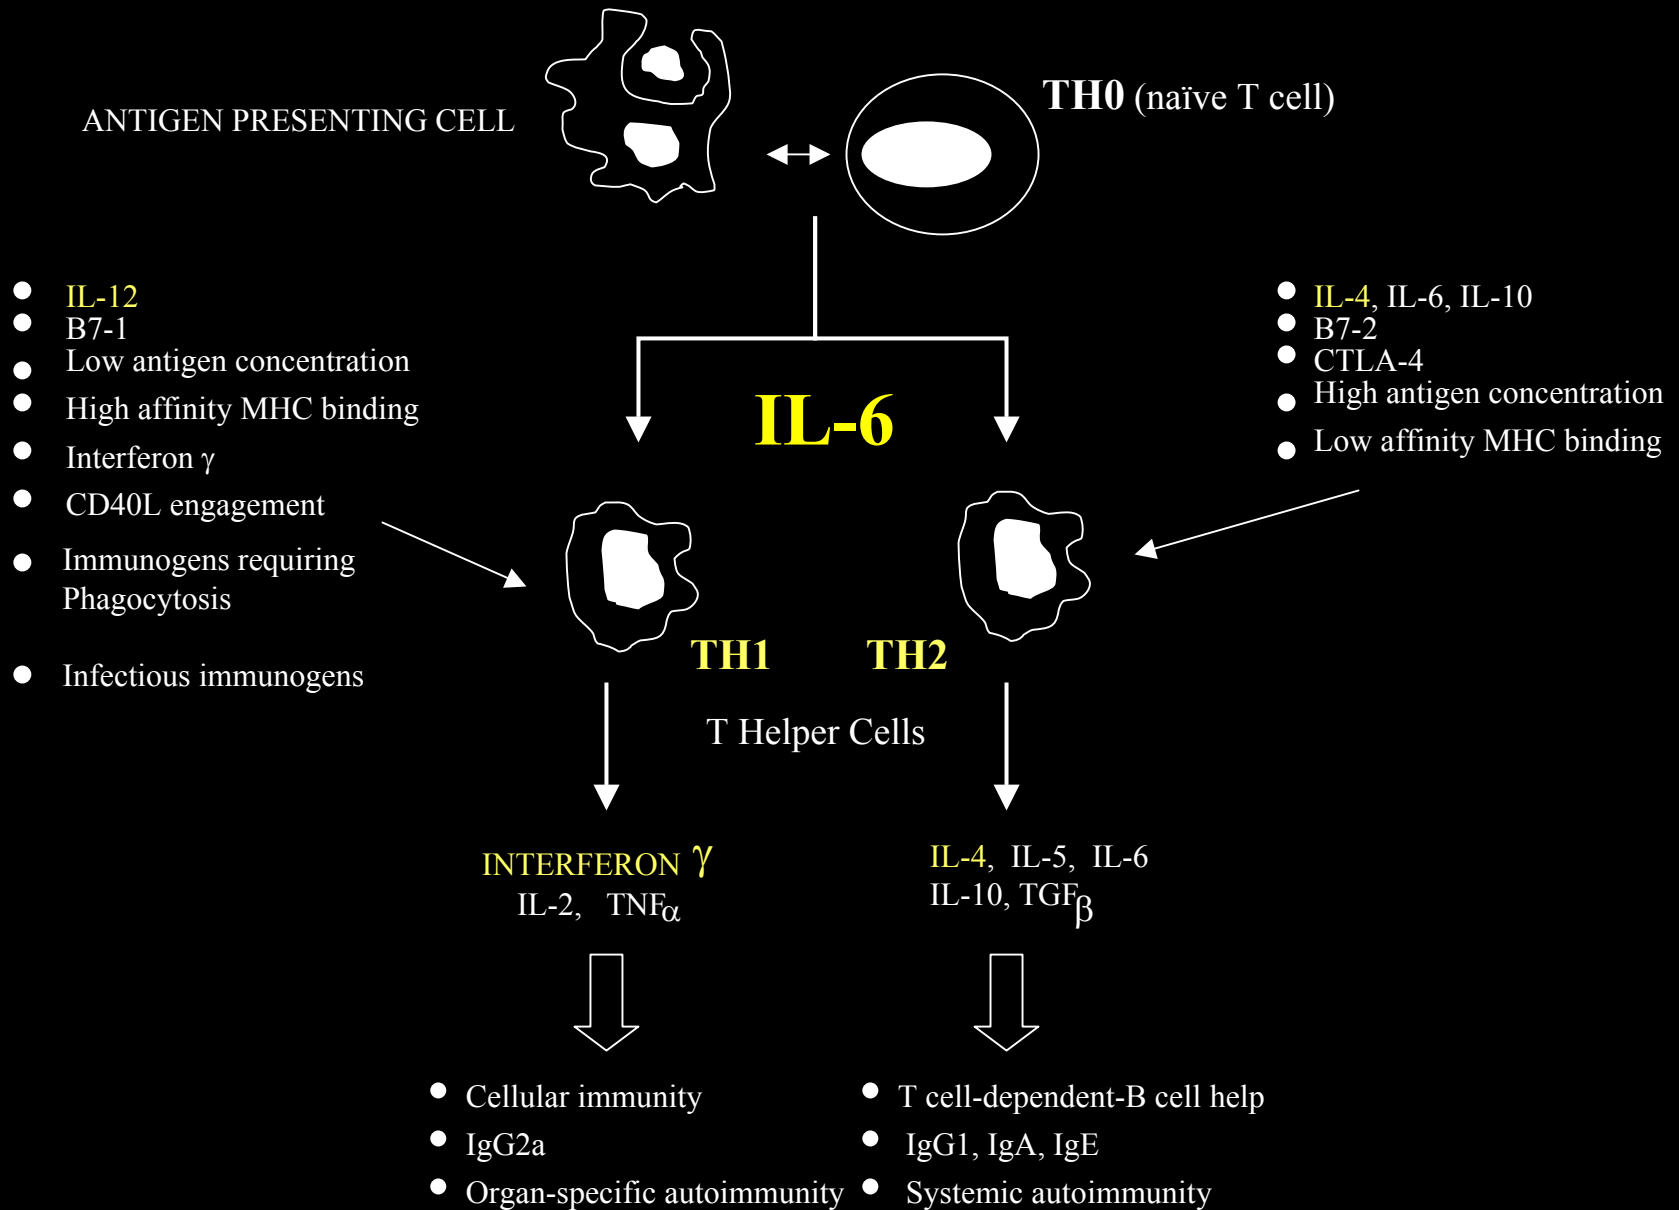 ANTIGEN PRESENTING CELL
TH0 (naïve T cell)
IL-12
B7-1
Low antigen concentration
High affinity MHC binding
Interferon γ
CD40L engagement
Immunogens requiring
Phagocytosis
Infectious immunogens
IL-4, IL-6, IL-10
B7-2
CTLA-4
High antigen concentration
Low affinity MHC binding
IL-6
TH1
TH2
T Helper Cells
INTERFERON γ
IL-2, TNFα
IL-4, IL-5, IL-6
IL-10, TGFβ
Cellular immunity
IgG2a
Organ-specific autoimmunity
T cell-dependent-B cell help
IgG1, IgA, IgE
Systemic autoimmunity